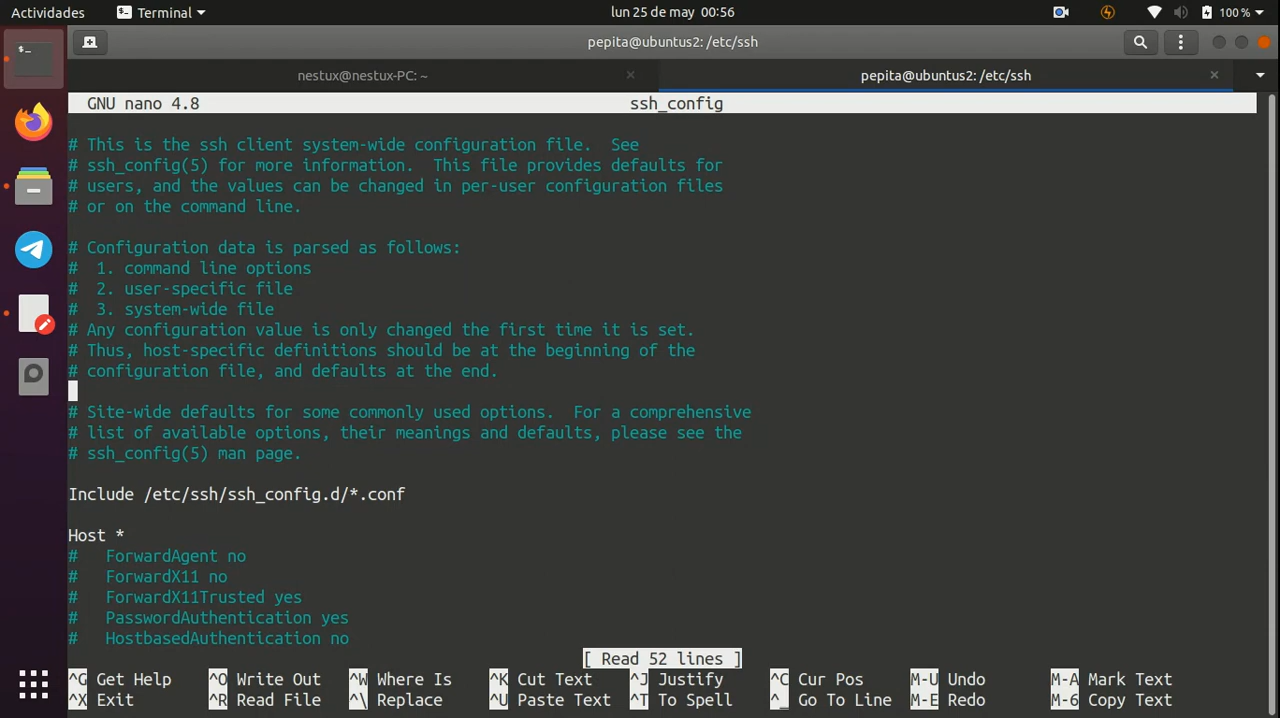 Actividades Terminal lun 25 de may 00:56 100 %
pepita@ubuntus2: /etc/ssh
nestux@nestux-PC: ~ × pepita@ubuntus2: /etc/ssh ×
GNU nano 4.8 ssh_config
# This is the ssh client system-wide configuration file.  See
# ssh_config(5) for more information.  This file provides defaults for
# users, and the values can be changed in per-user configuration files
# or on the command line.
# Configuration data is parsed as follows:
#  1. command line options
#  2. user-specific file
#  3. system-wide file
# Any configuration value is only changed the first time it is set.
# Thus, host-specific definitions should be at the beginning of the
# configuration file, and defaults at the end.
# Site-wide defaults for some commonly used options.  For a comprehensive
# list of available options, their meanings and defaults, please see the
# ssh_config(5) man page.
Include /etc/ssh/ssh_config.d/*.conf
Host *
#   ForwardAgent no
#   ForwardX11 no
#   ForwardX11Trusted yes
#   PasswordAuthentication yes
#   HostbasedAuthentication no
[ Read 52 lines ]
^G Get Help ^O Write Out ^W Where Is ^K Cut Text ^J Justify ^C Cur Pos M-U Undo M-A Mark Text
^X Exit ^R Read File ^\ Replace ^U Paste Text ^T To Spell ^_ Go To Line M-E Redo M-6 Copy Text